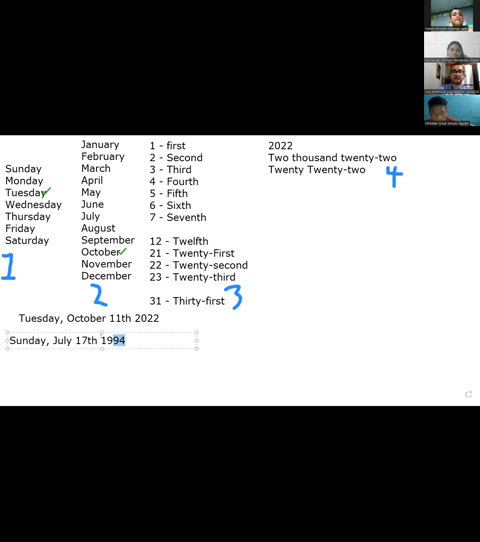 Sunday
Monday
Tuesday
Wednesday
Thursday
Friday
Saturday
1
January
February
March
April
May
June
July
August
September
October
November
December
2
1 - first
2 - Second
3 - Third
4 - Fourth
5 - Fifth
6 - Sixth
7 - Seventh
12 - Twelfth
21 - Twenty-First
22 - Twenty-second
23 - Twenty-third
31 - Thirty-first
3
2022
Two thousand twenty-two
Twenty Twenty-two
4
Tuesday, October 11th 2022
Sunday, July 17th 1994